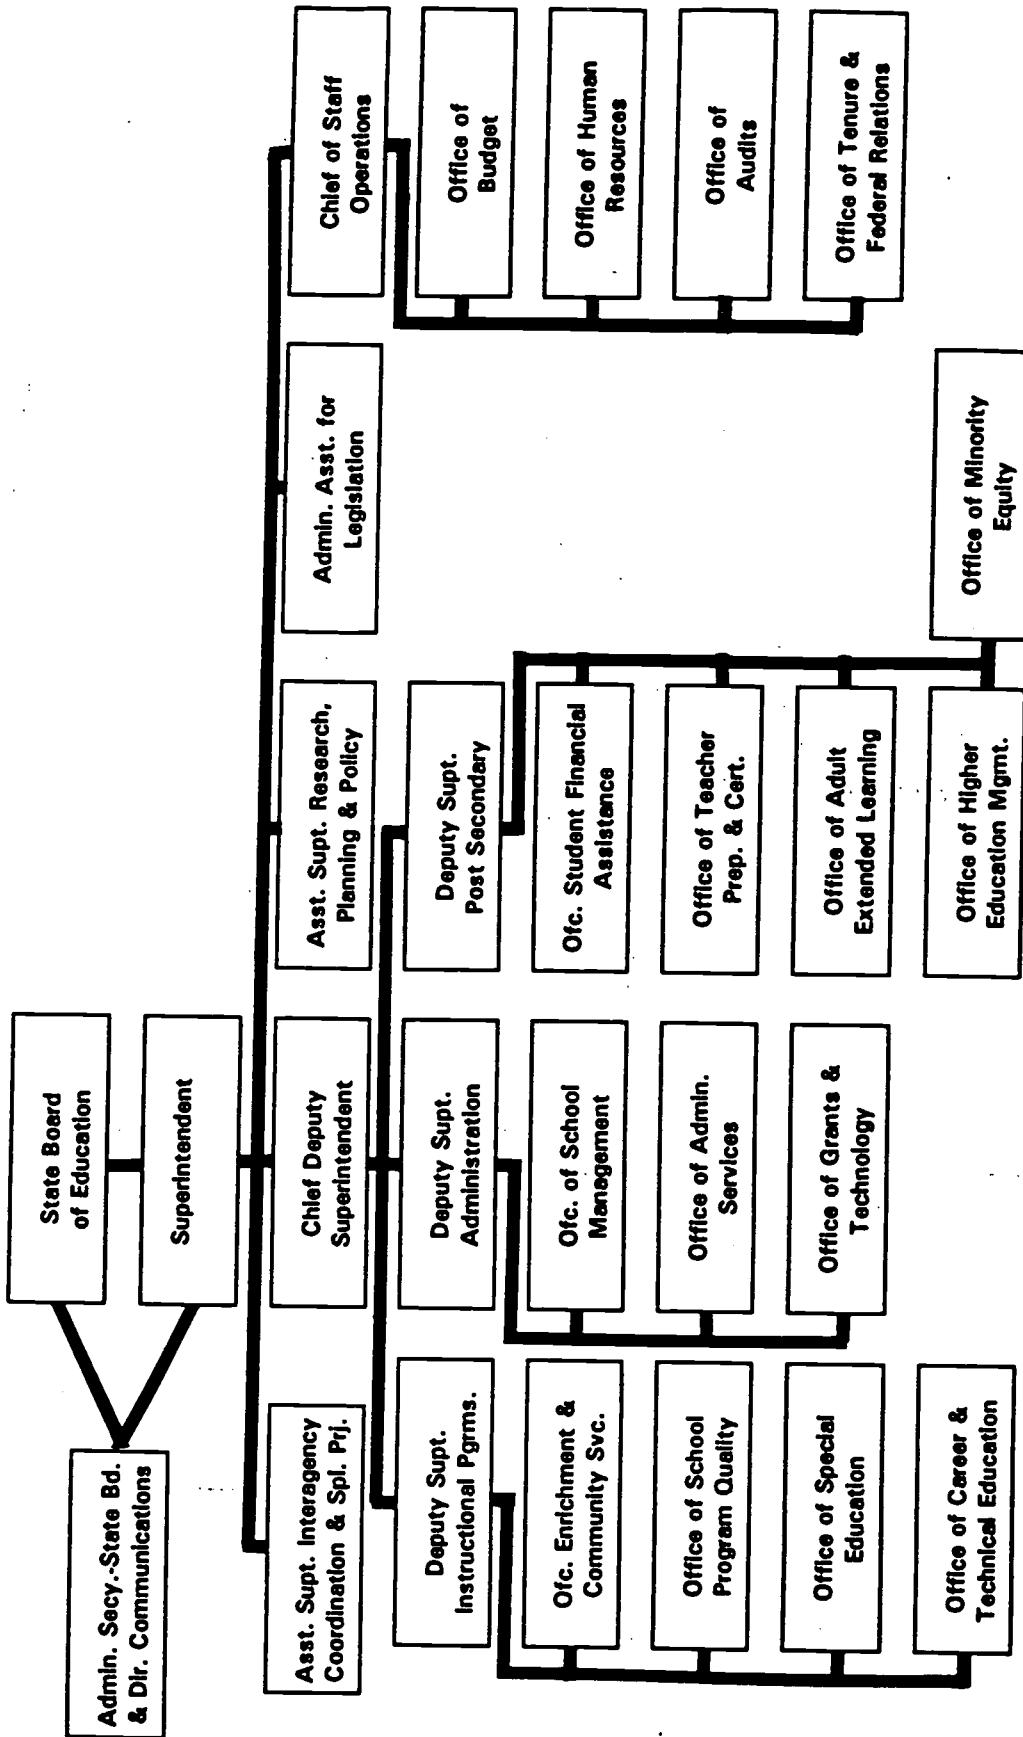 State Board
of Education
Admin. Secy.-State Bd.
& Dir. Communications
Superintendent
Asst. Supt. Interagency
Coordination & Spl. Prj.
Chief Deputy
Superintendent
Asst. Supt. Research,
Planning & Policy
Admin. Asst. for
Legislation
Chief of Staff
Operations
Deputy Supt.
Instructional Pgrms.
Deputy Supt.
Administration
Deputy Supt.
Post Secondary
Office of
Budget
Ofc. Enrichment &
Community Svc.
Ofc. of School
Management
Ofc. Student Financial
Assistance
Office of Human
Resources
Office of School
Program Quality
Office of Admin.
Services
Office of Teacher
Prep. & Cert.
Office of
Audits
Office of Special
Education
Office of Grants &
Technology
Office of Adult
Extended Learning
Office of Tenure &
Federal Relations
Office of Career &
Technical Education
Office of Higher
Education Mgmt.
Office of Minority
Equity